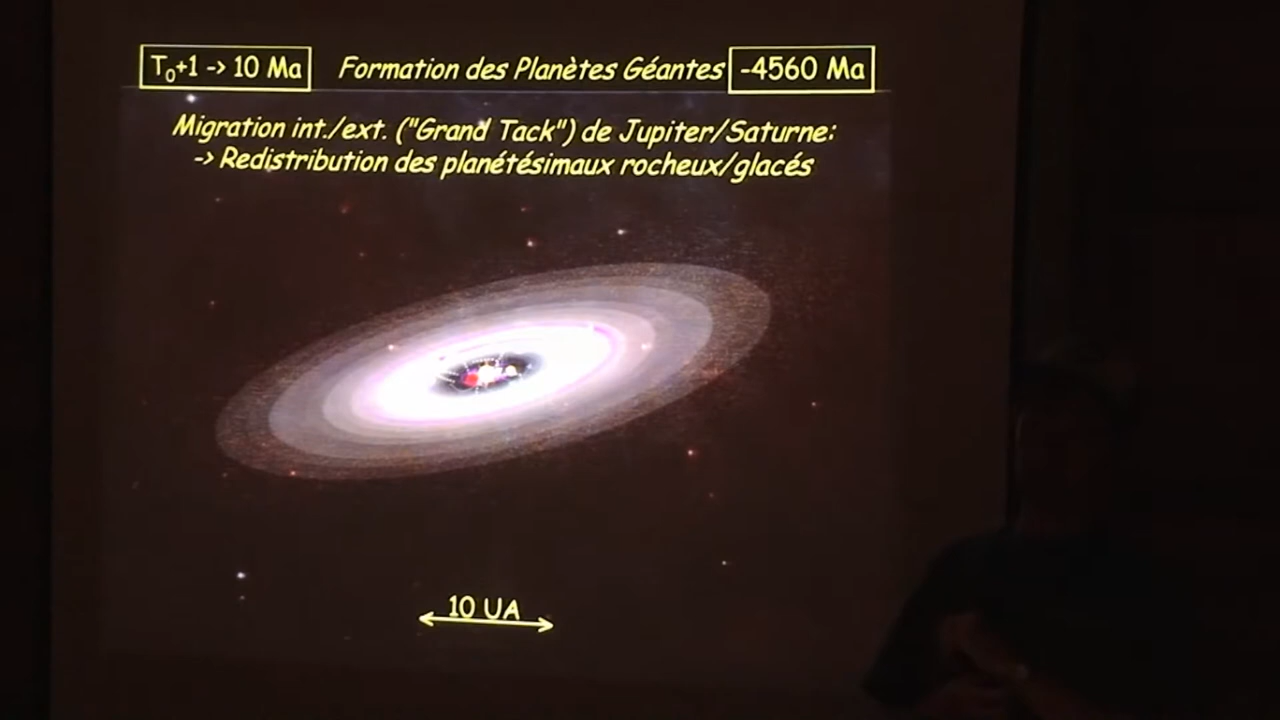 T₀+1 -> 10 Ma Formation des Planètes Géantes -4560 Ma
Migration int./ext. ("Grand Tack") de Jupiter/Saturne:
-> Redistribution des planétésimaux rocheux/glacés
10 UA